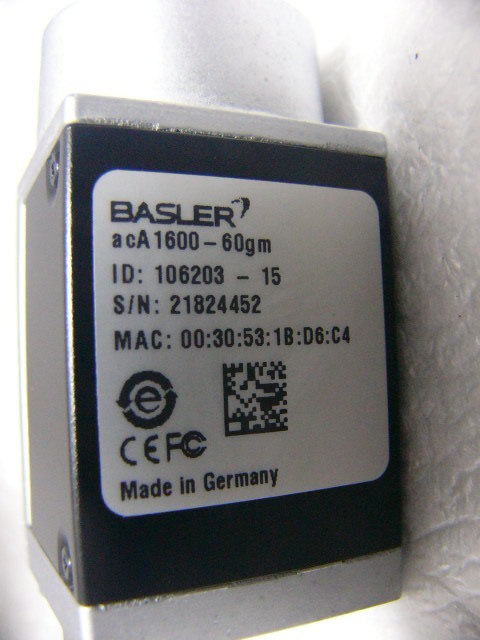 BASLER
acA1600-60gm
ID: 106203 - 15
S/N: 21824452
MAC: 00:30:53:1B:D6:C4
e
CE FC
Made in Germany